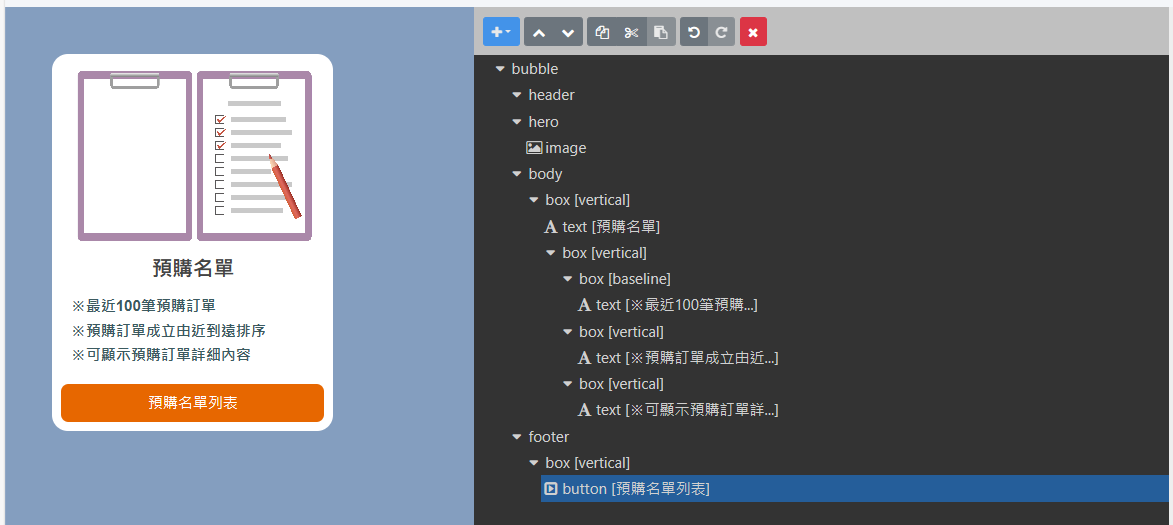 預購名單
※最近100筆預購訂單
※預購訂單成立由近到遠排序
※可顯示預購訂單詳細內容
預購名單列表
bubble
header
hero
image
body
box [vertical]
text [預購名單]
box [vertical]
box [baseline]
text [※最近100筆預購...]
box [vertical]
text [※預購訂單成立由近...]
box [vertical]
text [※可顯示預購訂單詳...]
footer
box [vertical]
button [預購名單列表]